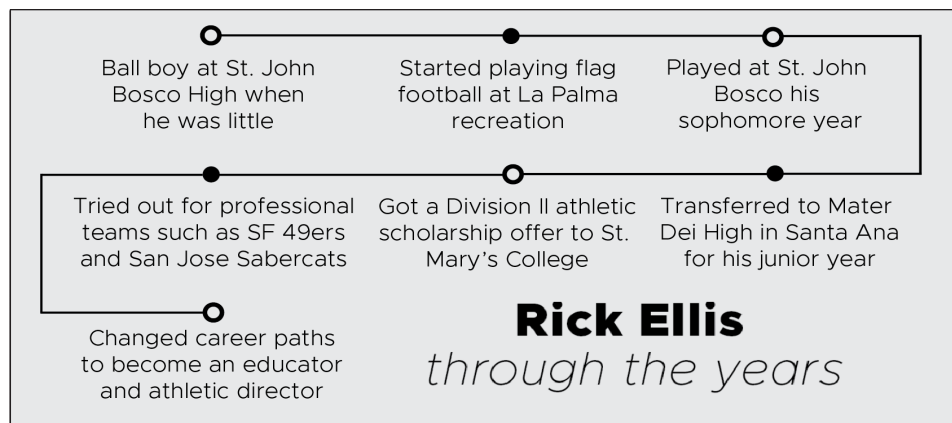 Ball boy at St. John
Bosco High when
he was little
Started playing flag
football at La Palma
recreation
Played at St. John
Bosco his
sophomore year
Transferred to Mater
Dei High in Santa Ana
for his junior year
Got a Division II athletic
scholarship offer to St.
Mary's College
Tried out for professional
teams such as SF 49ers
and San Jose Sabercats
Changed career paths
to become an educator
and athletic director
Rick Ellis
through the years